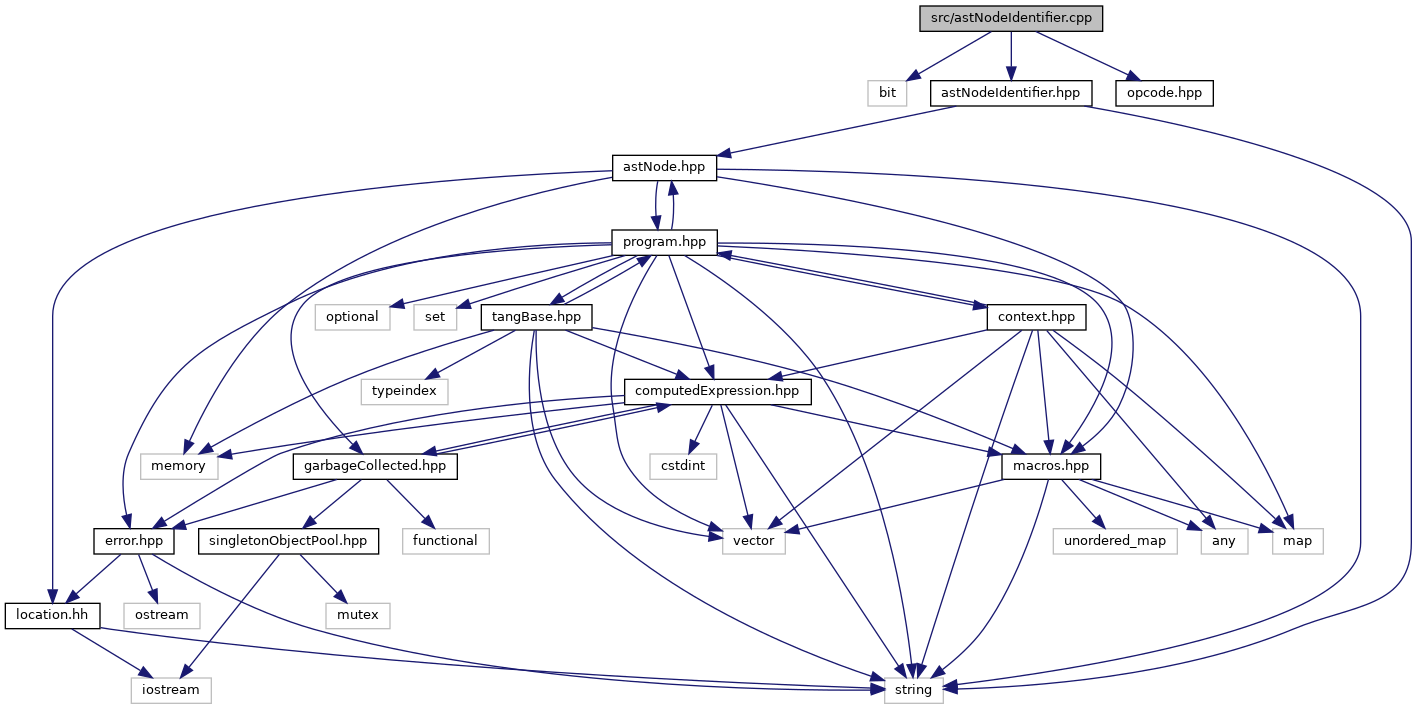 src/astNodeIdentifier.cpp
bit
astNodeIdentifier.hpp
opcode.hpp
astNode.hpp
program.hpp
optional
set
tangBase.hpp
context.hpp
typeindex
computedExpression.hpp
memory
garbageCollected.hpp
cstdint
macros.hpp
error.hpp
singletonObjectPool.hpp
functional
vector
unordered_map
any
map
location.hh
ostream
mutex
iostream
string